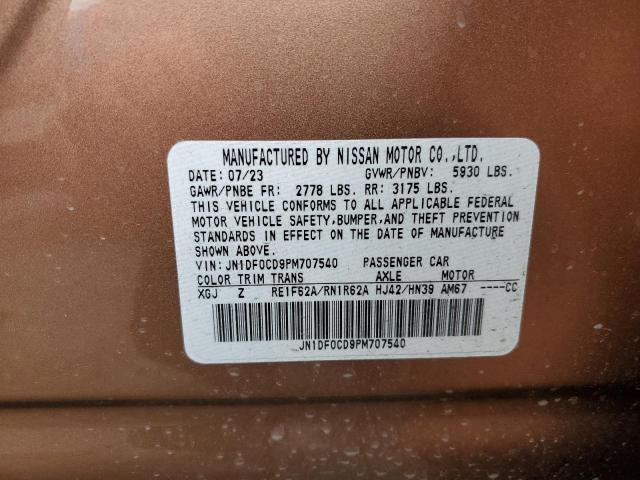 MANUFACTURED BY NISSAN MOTOR CO.,LTD.
DATE: 07/23 GVWR/PNBV: 5930 LBS.
GAWR/PNBE FR: 2778 LBS. RR: 3175 LBS.
THIS VEHICLE CONFORMS TO ALL APPLICABLE FEDERAL
MOTOR VEHICLE SAFETY,BUMPER,AND THEFT PREVENTION
STANDARDS IN EFFECT ON THE DATE OF MANUFACTURE
SHOWN ABOVE.
VIN: JN1DF0CD9PM707540 PASSENGER CAR
COLOR TRIM TRANS AXLE MOTOR
XGJ Z RE1F62A/RN1R62A HJ42/HN39 AM67 ----CC
JN1DF0CD9PM707540